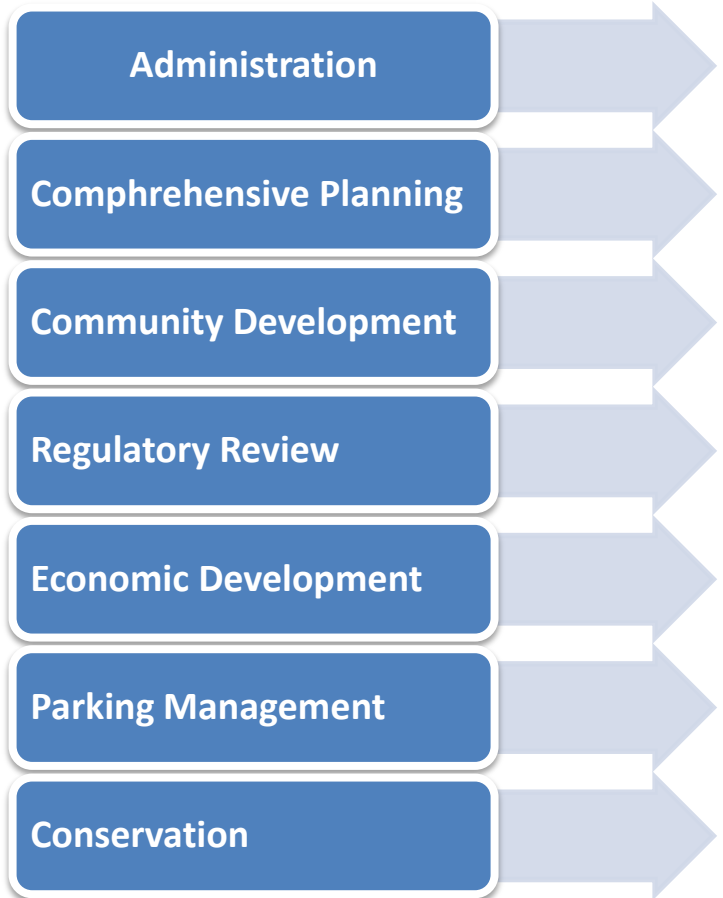 Administration
Comphrehensive Planning
Community Development
Regulatory Review
Economic Development
Parking Management
Conservation